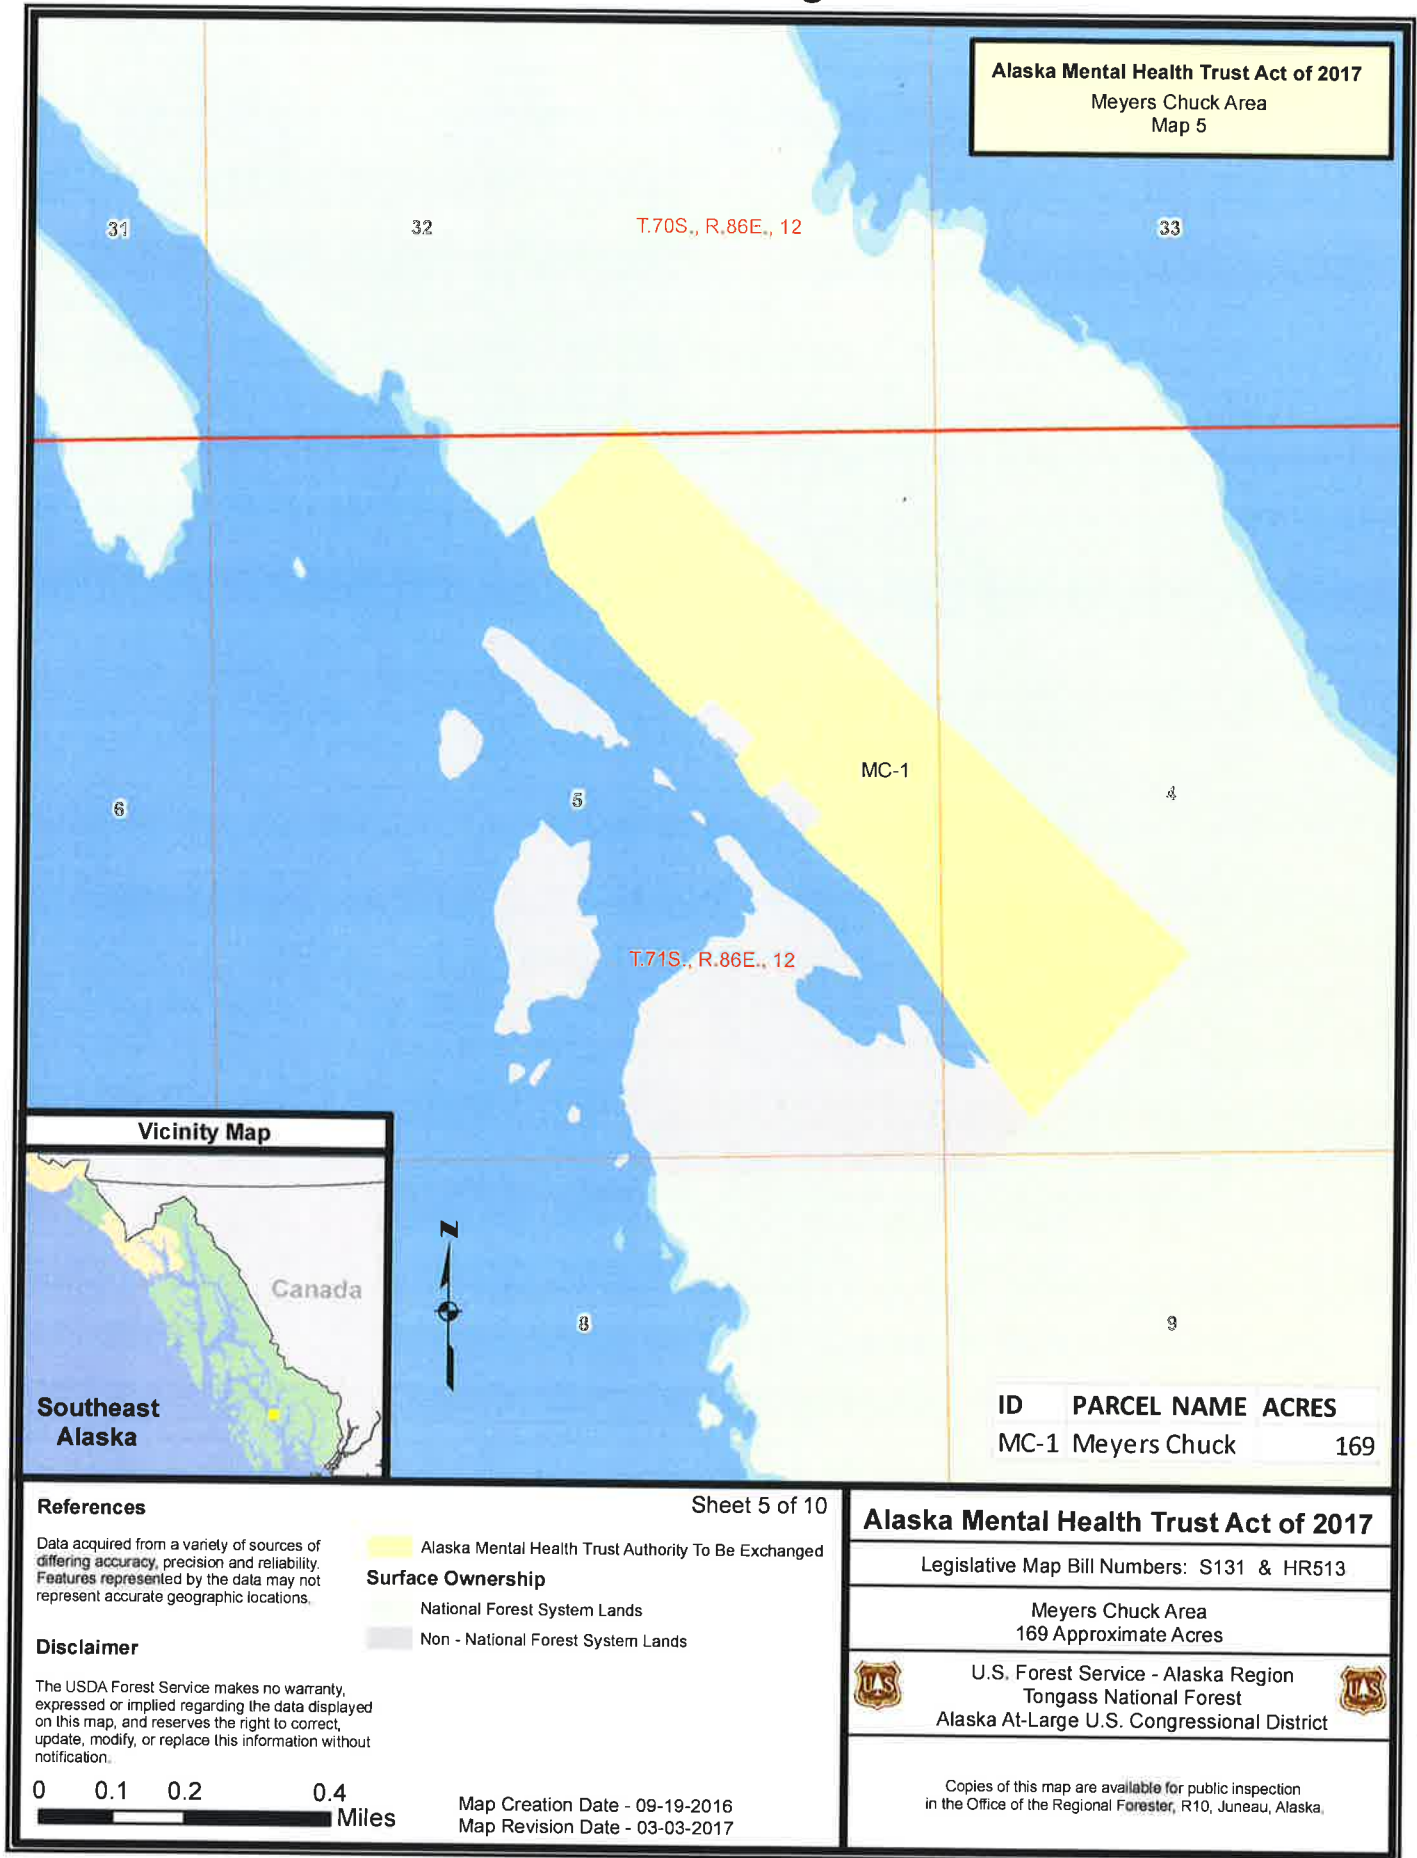 Alaska Mental Health Trust Act of 2017
Meyers Chuck Area
Map 5
31
32
T.70S., R.86E., 12
33
MC-1
6
5
4
T.71S., R.86E., 12
Vicinity Map
Canada
Southeast
Alaska
N
8
9
ID PARCEL NAME ACRES
MC-1 Meyers Chuck 169
References
Data acquired from a variety of sources of
differing accuracy, precision and reliability.
Features represented by the data may not
represent accurate geographic locations.
Disclaimer
The USDA Forest Service makes no warranty,
expressed or implied regarding the data displayed
on this map, and reserves the right to correct,
update, modify, or replace this information without
notification.
0 0.1 0.2 0.4
Miles
Sheet 5 of 10
Alaska Mental Health Trust Authority To Be Exchanged
Surface Ownership
National Forest System Lands
Non - National Forest System Lands
Map Creation Date - 09-19-2016
Map Revision Date - 03-03-2017
Alaska Mental Health Trust Act of 2017
Legislative Map Bill Numbers: S131 & HR513
Meyers Chuck Area
169 Approximate Acres
UAS
U.S. Forest Service - Alaska Region
Tongass National Forest
Alaska At-Large U.S. Congressional District
UAS
Copies of this map are available for public inspection
in the Office of the Regional Forester, R10, Juneau, Alaska.